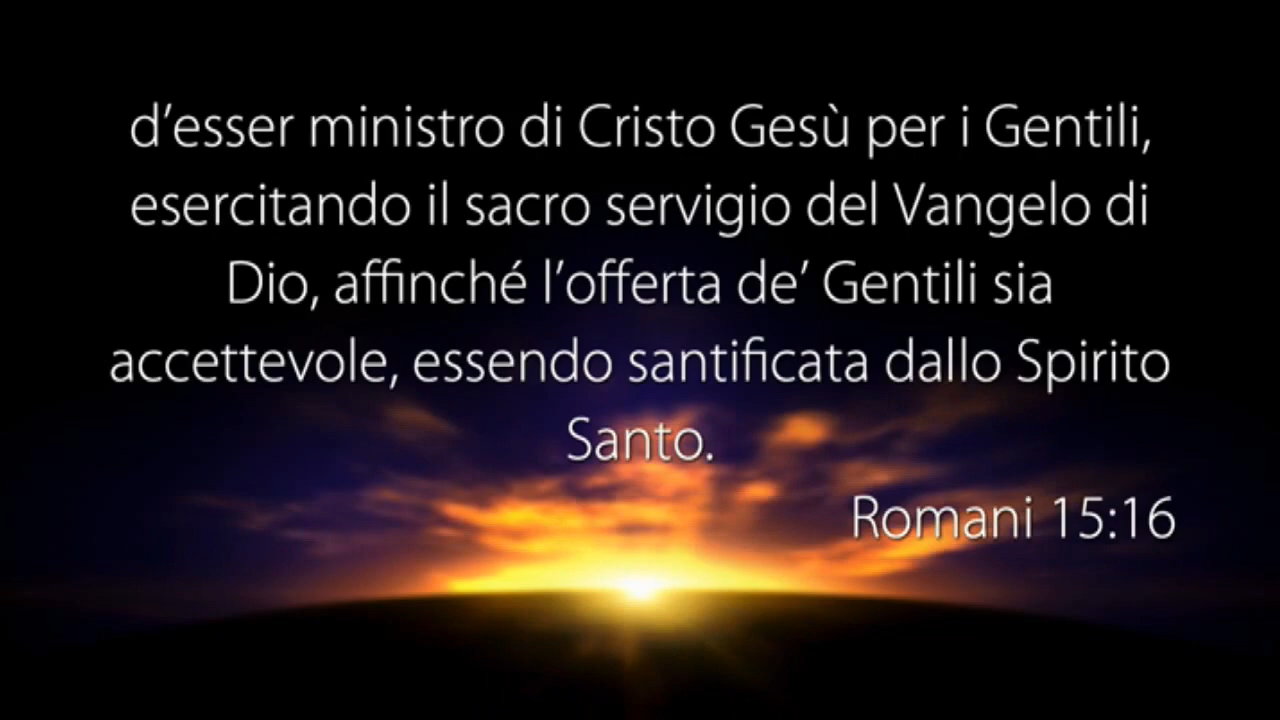 d’esser ministro di Cristo Gesù per i Gentili,
esercitando il sacro servigio del Vangelo di
Dio, affinché l’offerta de’ Gentili sia
accettevole, essendo santificata dallo Spirito
Santo.
Romani 15:16